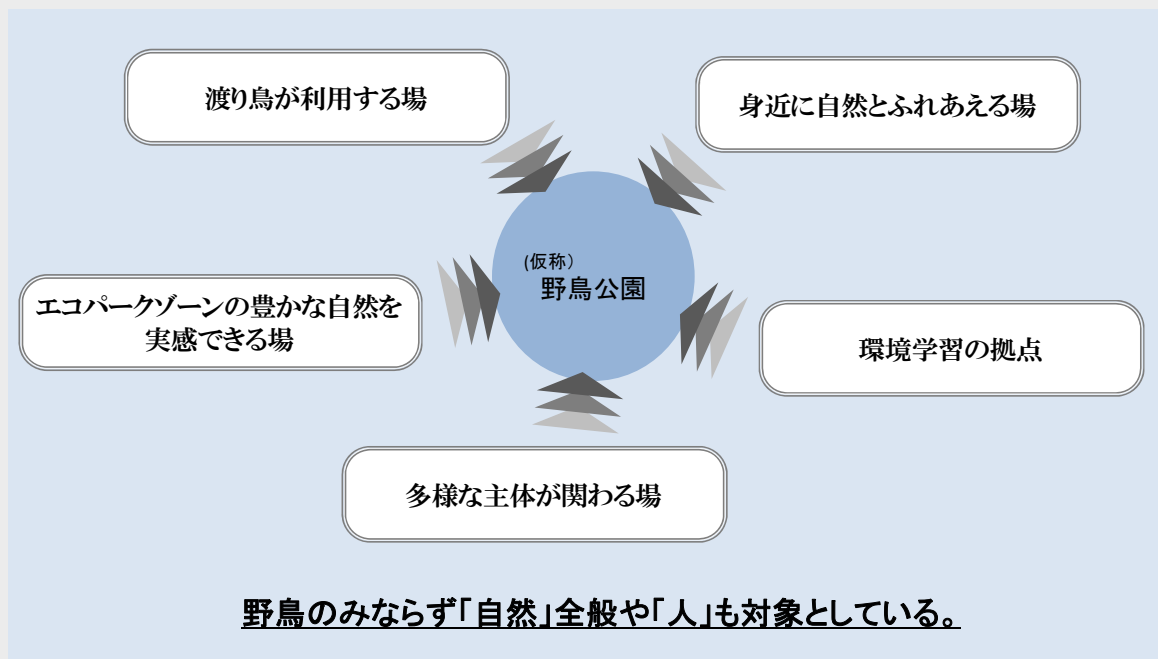 渡り鳥が利用する場
身近に自然とふれあえる場
(仮称）
野鳥公園
エコパークゾーンの豊かな自然を
実感できる場
環境学習の拠点
多様な主体が関わる場
野鳥のみならず「自然」全般や「人」も対象としている。